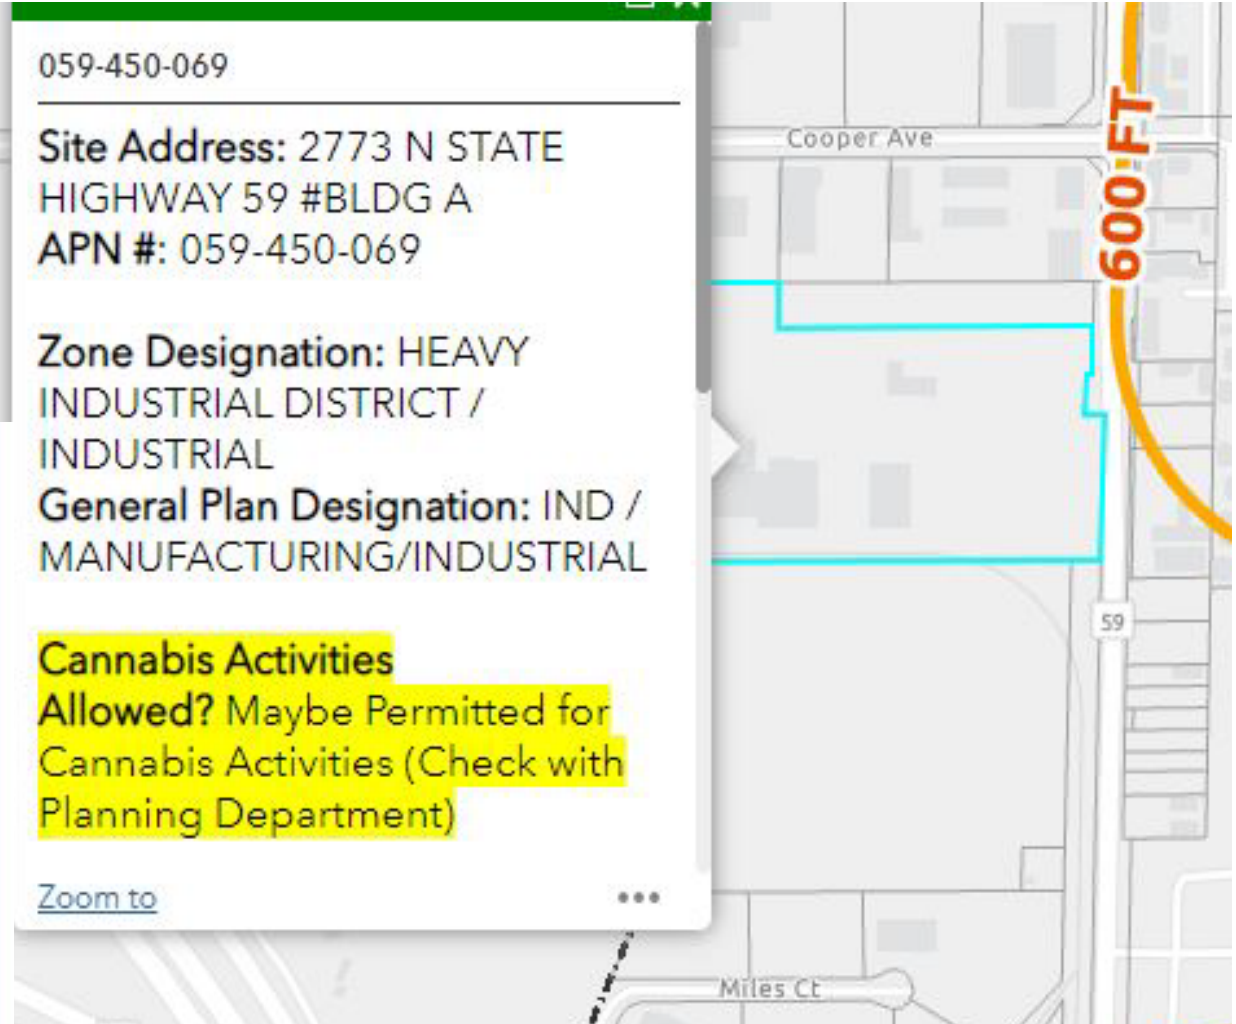 059-450-069
Site Address: 2773 N STATE
HIGHWAY 59 #BLDG A
APN #: 059-450-069
Zone Designation: HEAVY
INDUSTRIAL DISTRICT /
INDUSTRIAL
General Plan Designation: IND /
MANUFACTURING/INDUSTRIAL
Cannabis Activities
Allowed? Maybe Permitted for
Cannabis Activities (Check with
Planning Department)
Zoom to
Cooper Ave
600 FT
59
Miles Ct